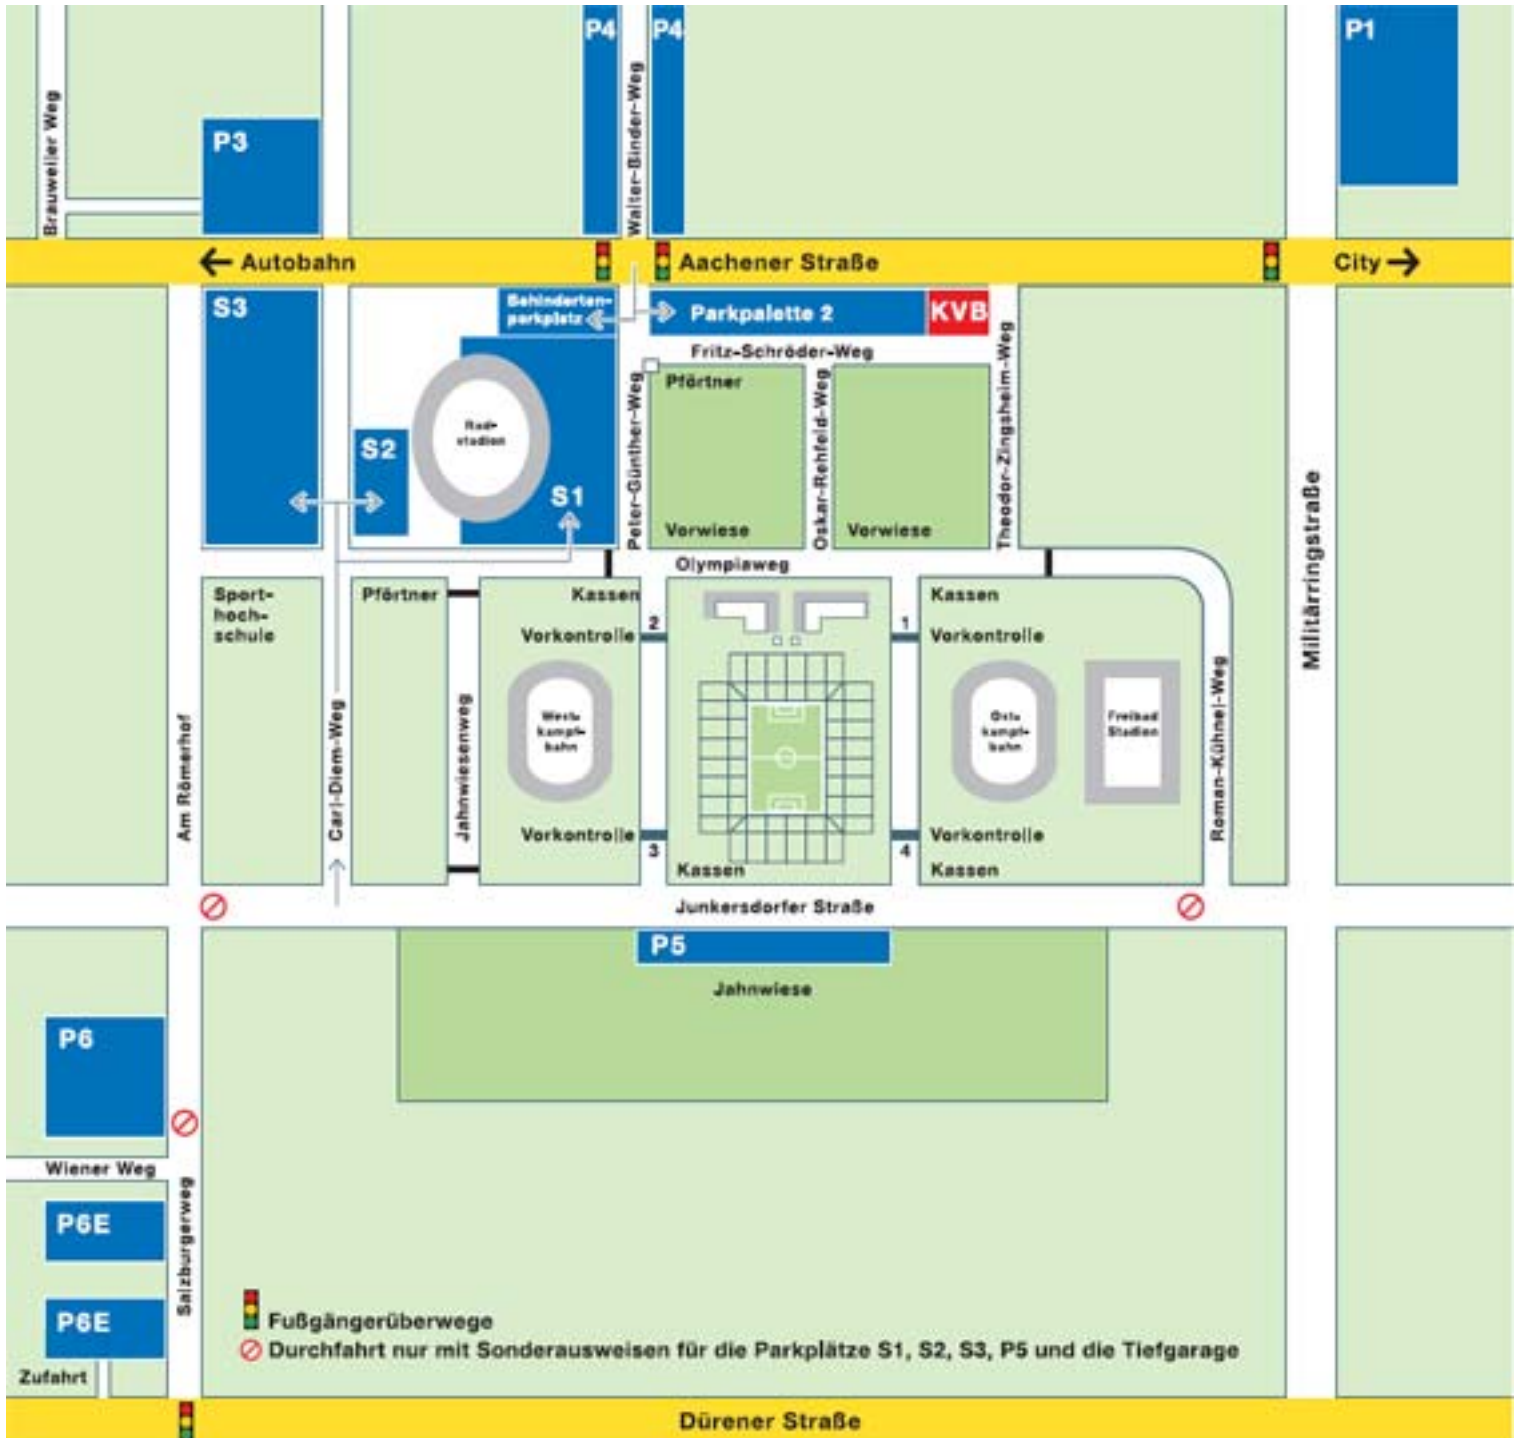 P4
P4
P1
Brauweiler Weg
P3
Walter-Binder-Weg
Autobahn
Aachener Straße
City
S3
Behinderten-
parkplatz
Parkpalette 2
KVB
Fritz-Schröder-Weg
Pförtner
Rad-
stadion
S2
S1
Peter-Günther-Weg
Oskar-Rehfeld-Weg
Theodor-Zingsheim-Weg
Militärringstraße
Vorwiese
Vorwiese
Olympiaweg
Sport-
hoch-
schule
Pförtner
Kassen
Kassen
2
1
Vorkontrolle
Vorkontrolle
Am Römerhof
Carl-Diem-Weg
Jahnwiesenweg
West-
kampf-
bahn
Ost-
kampf-
bahn
Freibad
Stadion
Roman-Kühnel-Weg
Vorkontrolle
Vorkontrolle
3
4
Kassen
Kassen
Junkersdorfer Straße
P5
Jahnwiese
P6
Wiener Weg
P6E
Salzburgerweg
P6E
Zufahrt
Fußgängerüberwege
Durchfahrt nur mit Sonderausweisen für die Parkplätze S1, S2, S3, P5 und die Tiefgarage
Dürener Straße